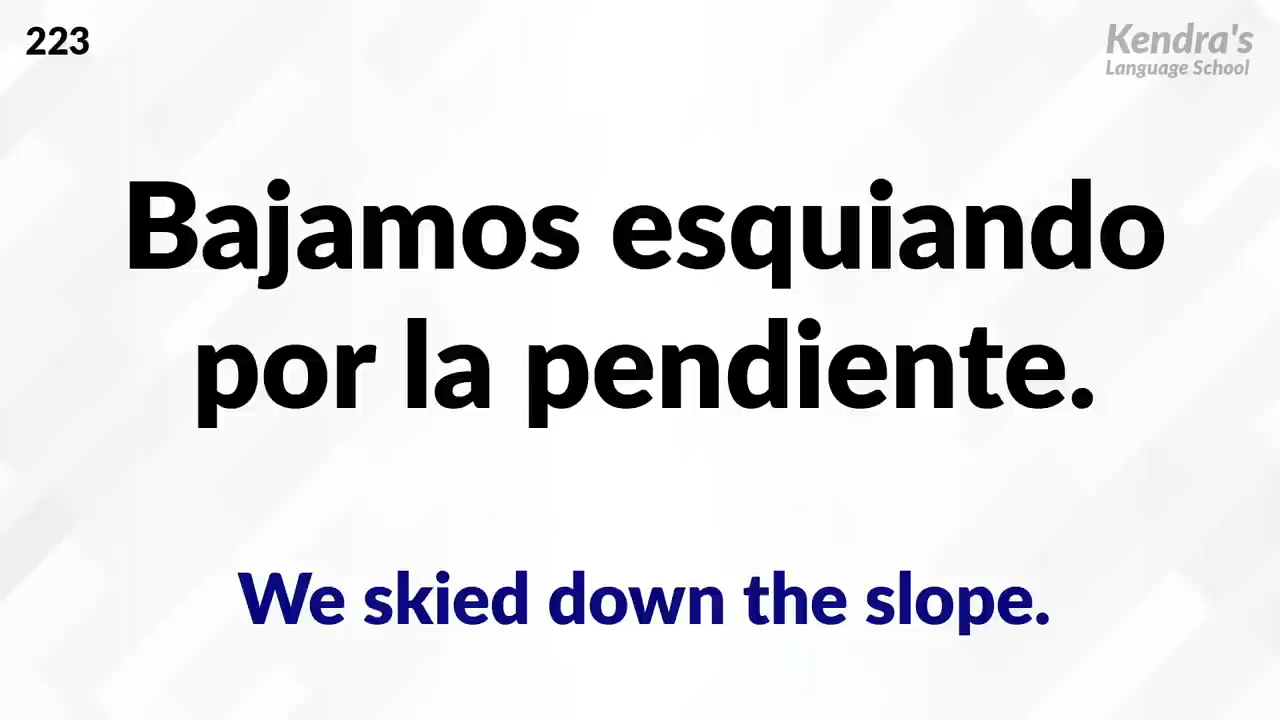 223
Kendra's
Language School
Bajamos esquiando
por la pendiente.
We skied down the slope.